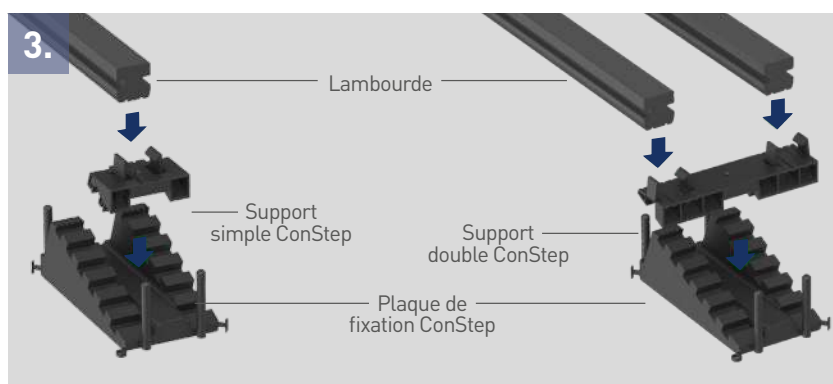 3.
Lambourde
Support
simple ConStep
Support
double ConStep
Plaque de
fixation ConStep